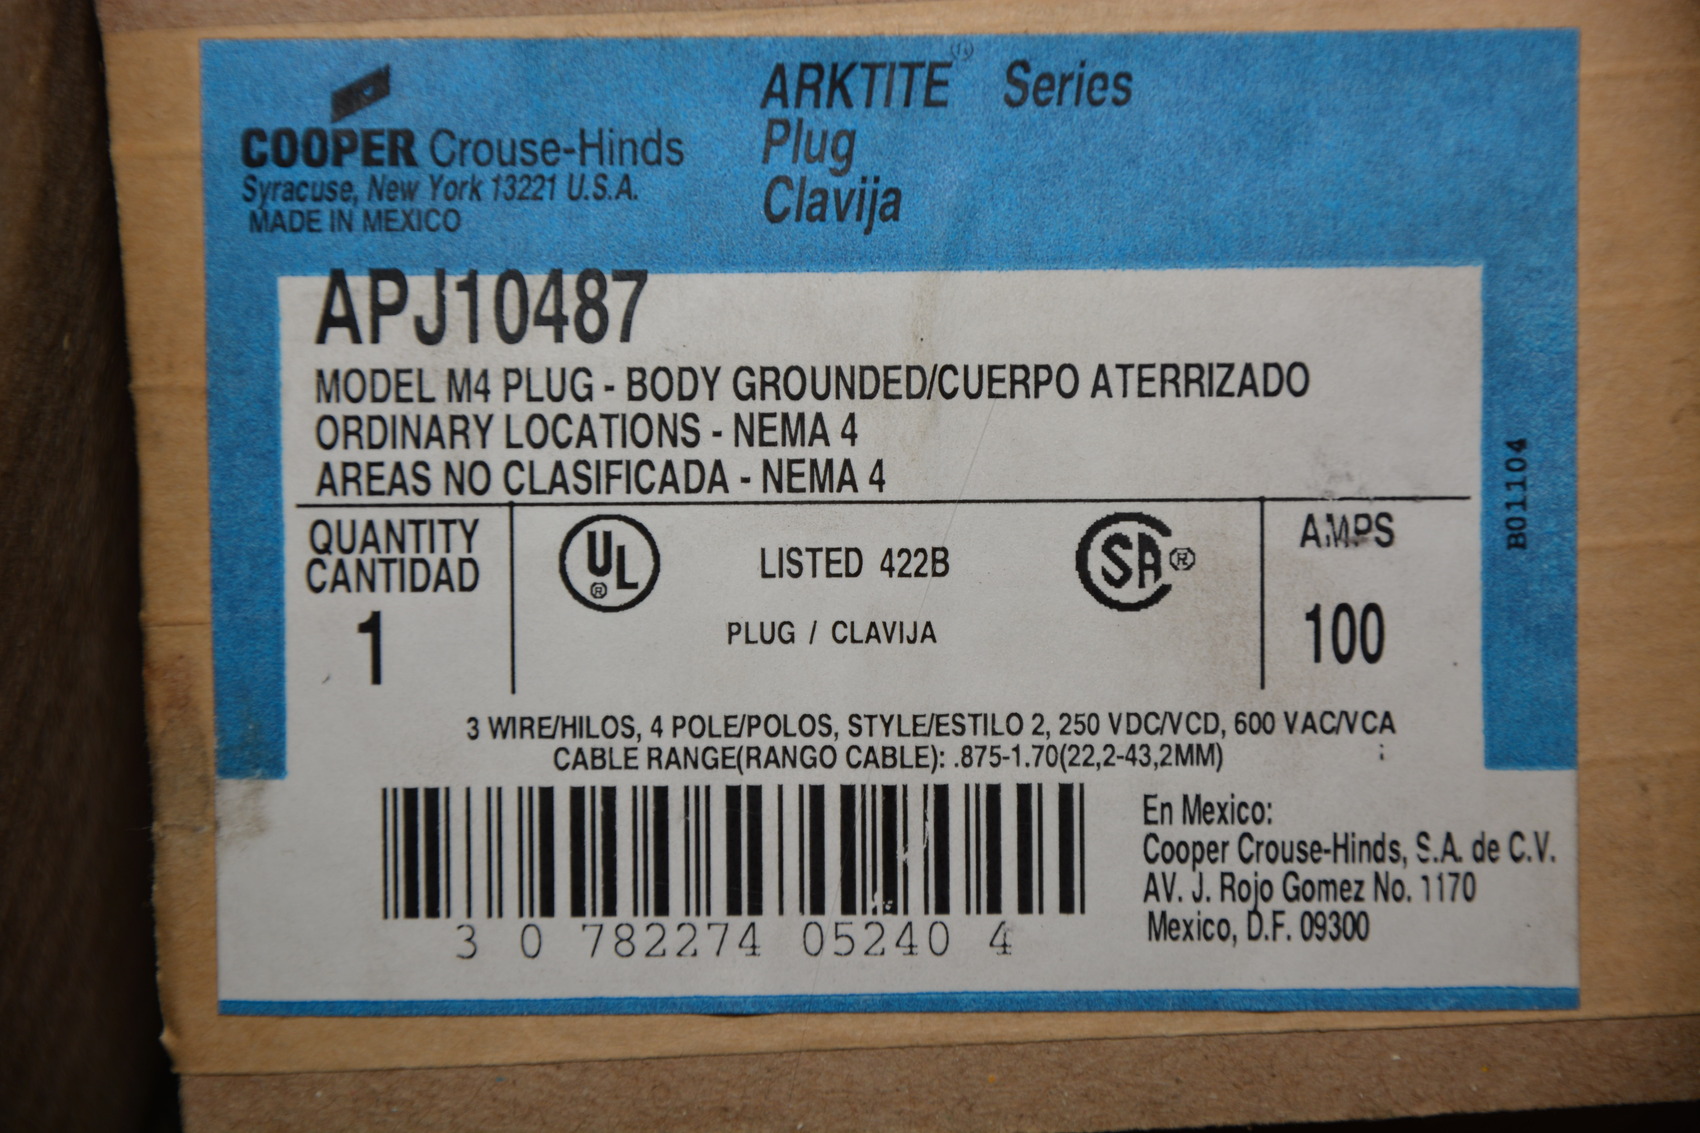 ARKTITE® Series
Plug
Clavija
COOPER Crouse-Hinds
Syracuse, New York 13221 U.S.A.
MADE IN MEXICO
APJ10487
MODEL M4 PLUG - BODY GROUNDED/CUERPO ATERRIZADO
ORDINARY LOCATIONS - NEMA 4
AREAS NO CLASIFICADA - NEMA 4
QUANTITY
CANTIDAD
1
UL®
LISTED 422B
PLUG / CLAVIJA
SA®
AMPS
100
B01104
3 WIRE/HILOS, 4 POLE/POLOS, STYLE/ESTILO 2, 250 VDC/VCD, 600 VAC/VCA
CABLE RANGE(RANGO CABLE): .875-1.70(22,2-43,2MM)
3 0 782274 05240 4
En Mexico:
Cooper Crouse-Hinds, S.A. de C.V.
AV. J. Rojo Gomez No. 1170
Mexico, D.F. 09300